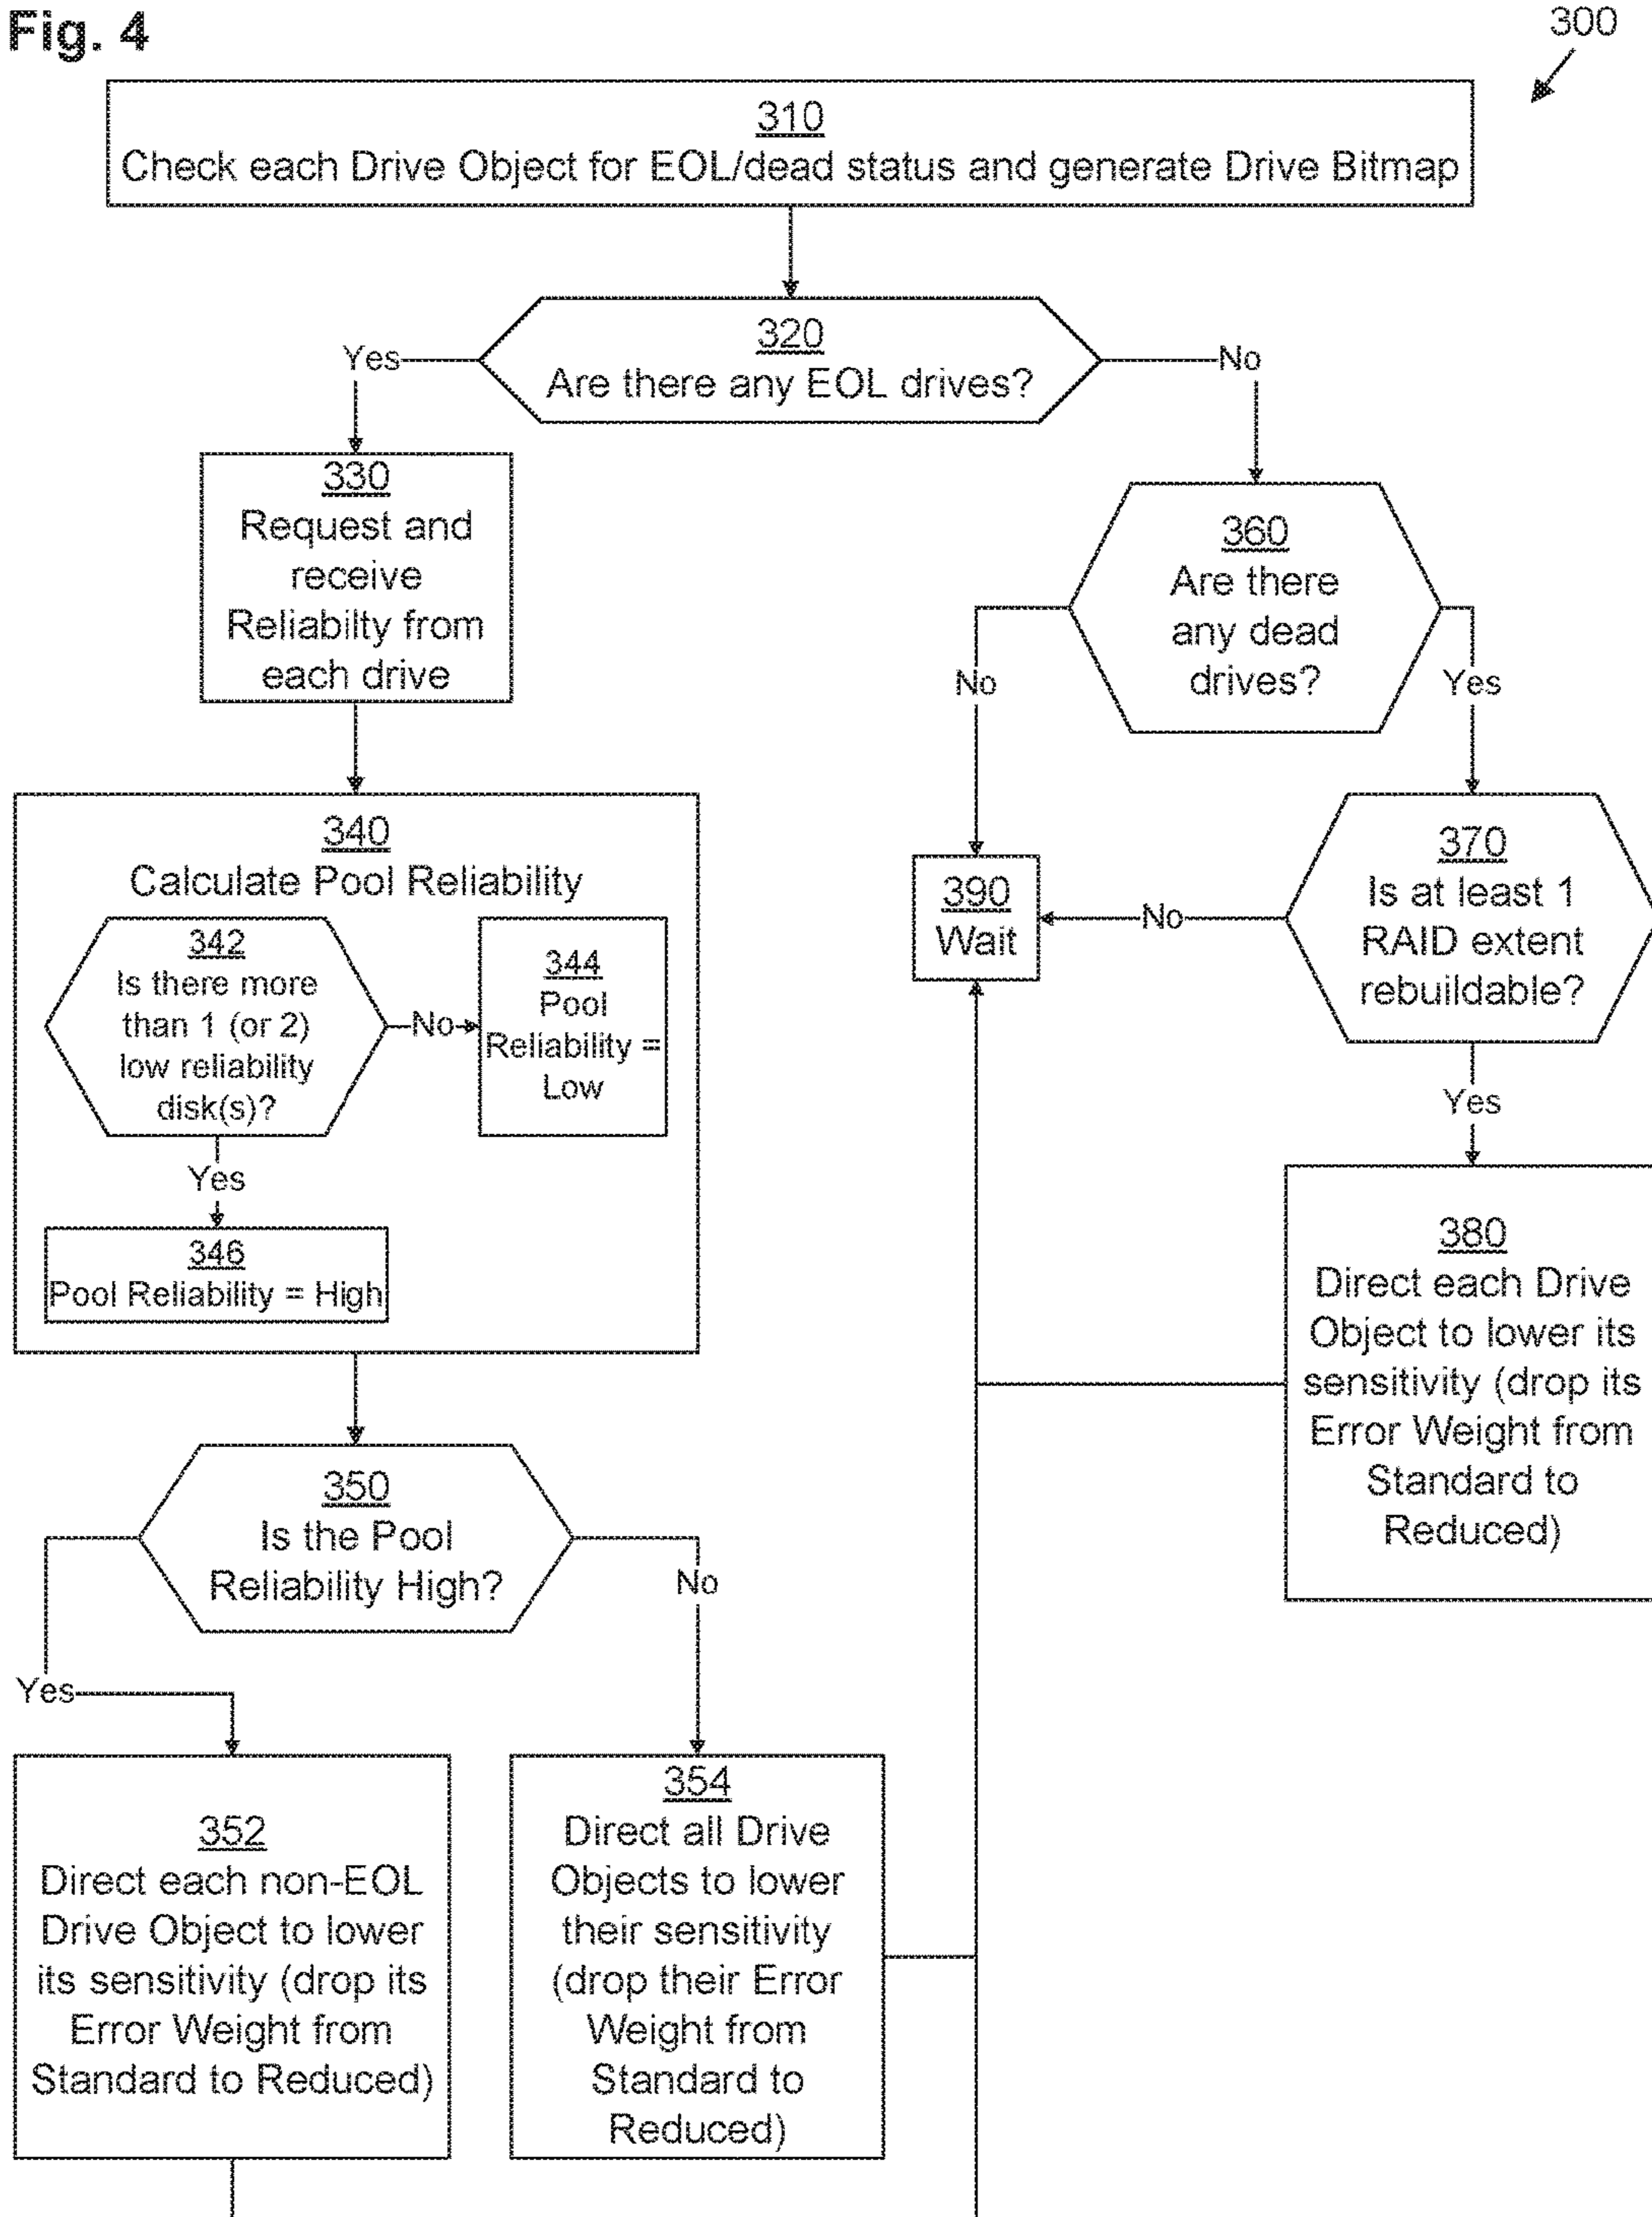 Fig. 4
300
310
Check each Drive Object for EOL/dead status and generate Drive Bitmap
320
Are there any EOL drives?
Yes
No
330
Request and
receive
Reliabilty from
each drive
360
Are there
any dead
drives?
No
Yes
340
Calculate Pool Reliability
342
Is there more
than 1 (or 2)
low reliability
disk(s)?
No
344
Pool
Reliability =
Low
Yes
346
Pool Reliability = High
390
Wait
No
370
Is at least 1
RAID extent
rebuildable?
Yes
380
Direct each Drive
Object to lower its
sensitivity (drop its
Error Weight from
Standard to
Reduced)
350
Is the Pool
Reliability High?
No
Yes
352
Direct each non-EOL
Drive Object to lower
its sensitivity (drop its
Error Weight from
Standard to Reduced)
354
Direct all Drive
Objects to lower
their sensitivity
(drop their Error
Weight from
Standard to
Reduced)